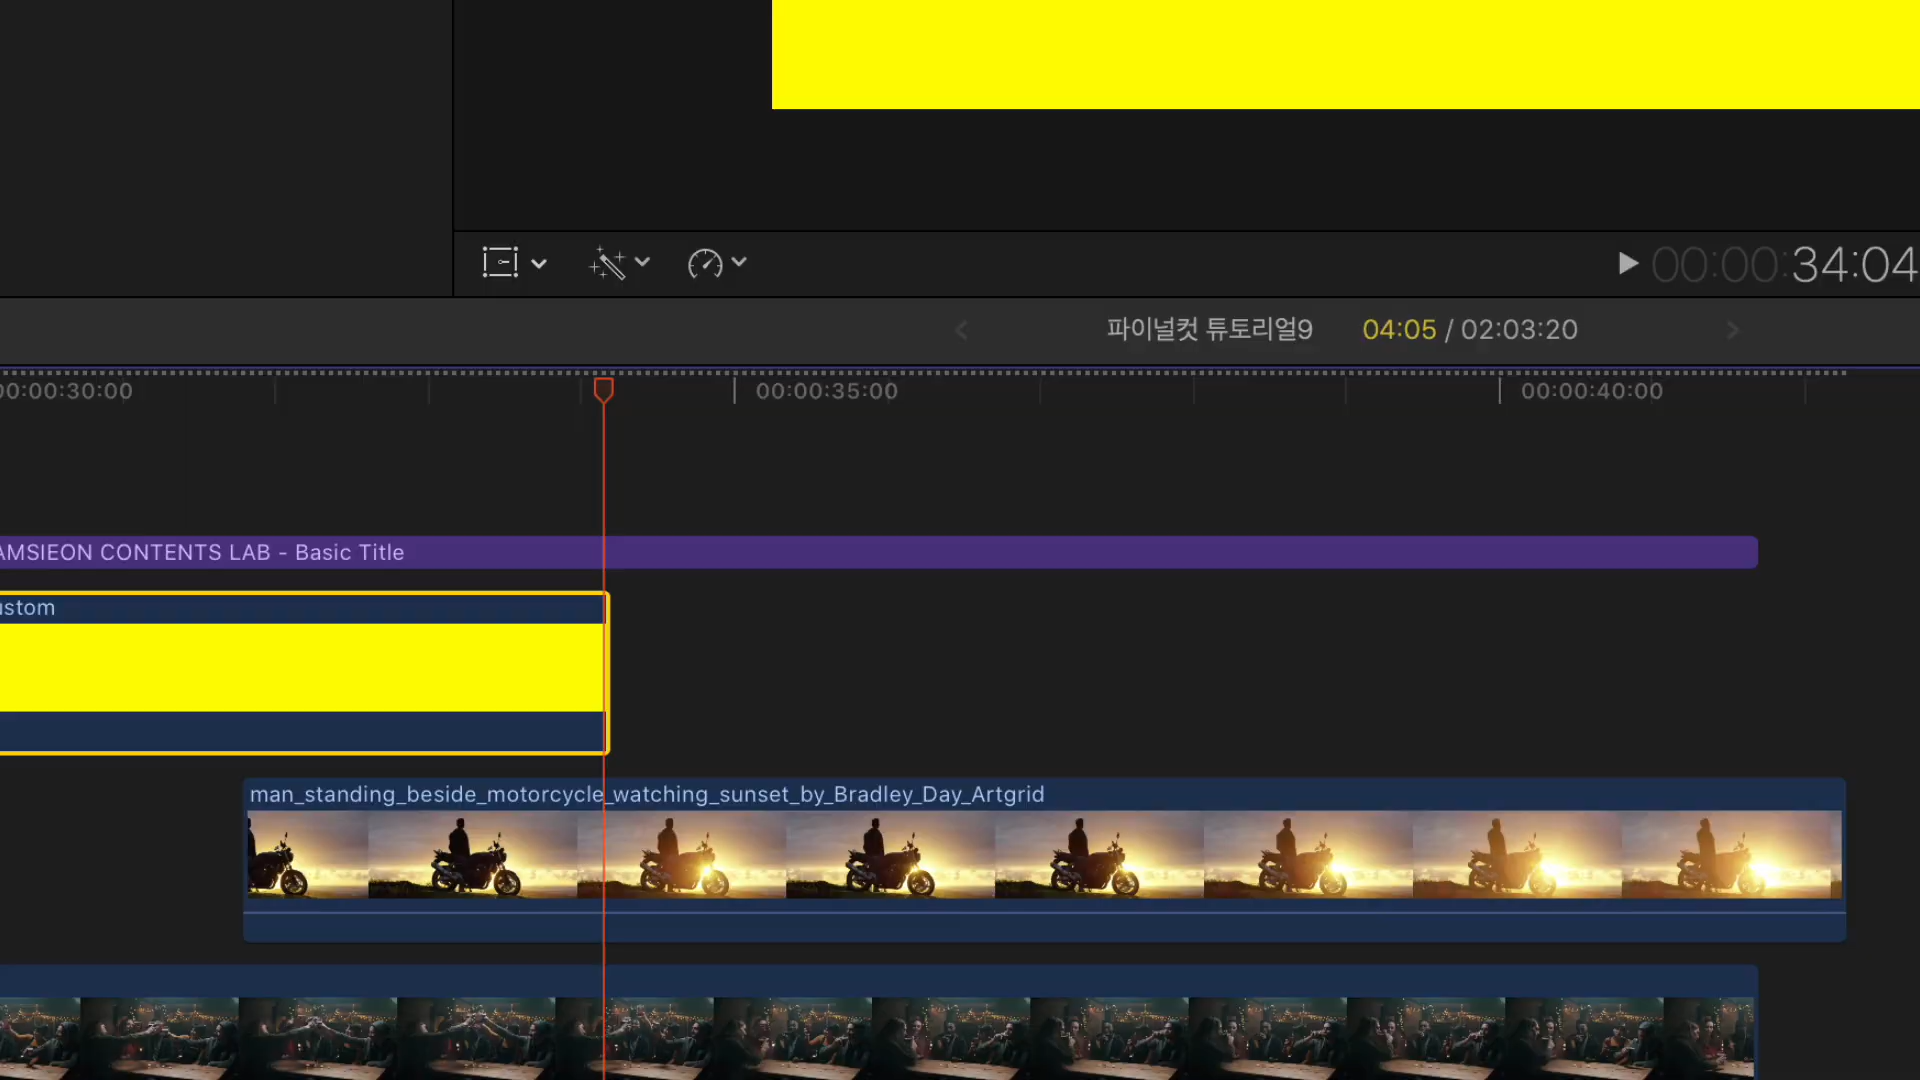 00:00:34:04
파이널컷 튜토리얼9 04:05 / 02:03:20
00:00:30:00 00:00:35:00 00:00:40:00
AMSIEON CONTENTS LAB - Basic Title
ustom
man_standing_beside_motorcycle_watching_sunset_by_Bradley_Day_Artgrid